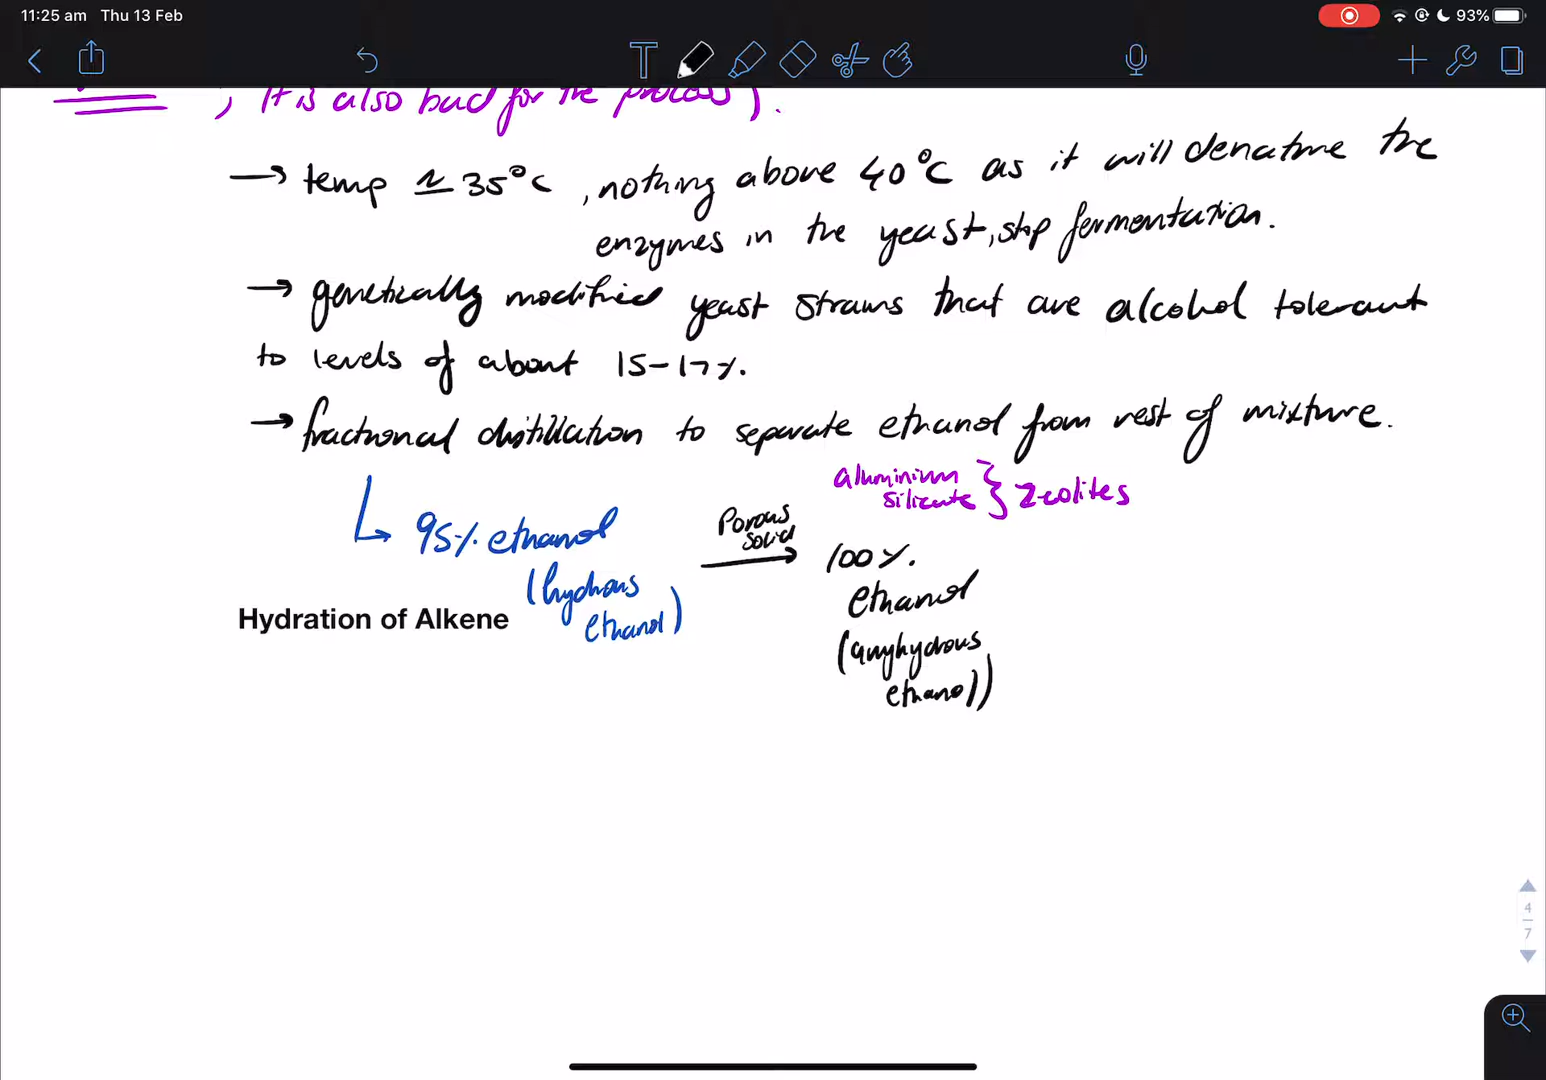 11:25 am Thu 13 Feb
93%
, It is also bad for the process).
→ temp ≃ 35°C, nothing above 40°C as it will denature the
enzymes in the yeast, stop fermentation.
→ genetically modified yeast strains that are alcohol tolerant
to levels of about 15-17%.
→ fractional distillation to separate ethanol from rest of mixture.
aluminium
silicate } zeolites
Porous
solid
95% ethanol
100%.
ethanol
(hydrous
ethanol)
Hydration of Alkene
(anyhydrous
ethanol))
4
7